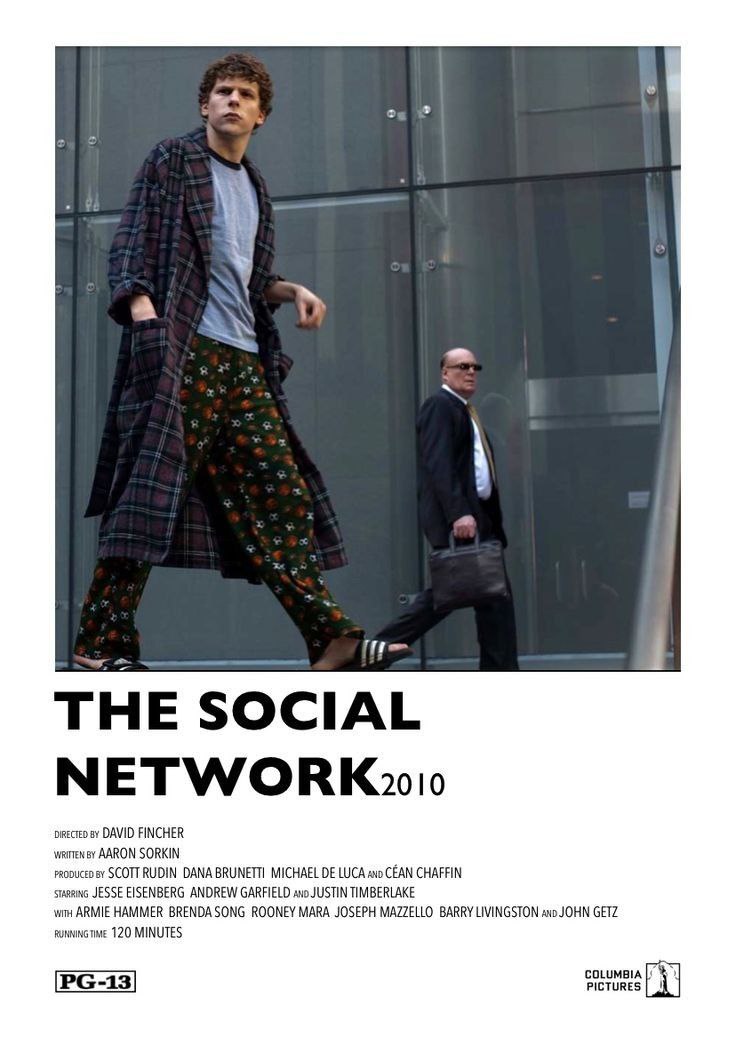 THE SOCIAL
NETWORK2010
DIRECTED BY DAVID FINCHER
WRITTEN BY AARON SORKIN
PRODUCED BY SCOTT RUDIN DANA BRUNETTI MICHAEL DE LUCA AND CÉAN CHAFFIN
STARRING JESSE EISENBERG ANDREW GARFIELD AND JUSTIN TIMBERLAKE
WITH ARMIE HAMMER BRENDA SONG ROONEY MARA JOSEPH MAZZELLO BARRY LIVINGSTON AND JOHN GETZ
RUNNING TIME 120 MINUTES
PG-13
COLUMBIA
PICTURES